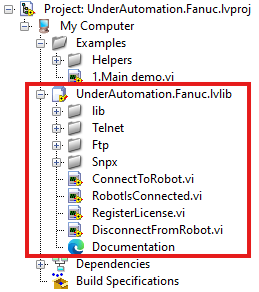 Project: UnderAutomation.Fanuc.lvproj
My Computer
Examples
Helpers
1.Main demo.vi
UnderAutomation.Fanuc.lvlib
lib
Telnet
Ftp
Snpx
ConnectToRobot.vi
RobotIsConnected.vi
RegisterLicense.vi
DisconnectFromRobot.vi
Documentation
Dependencies
Build Specifications